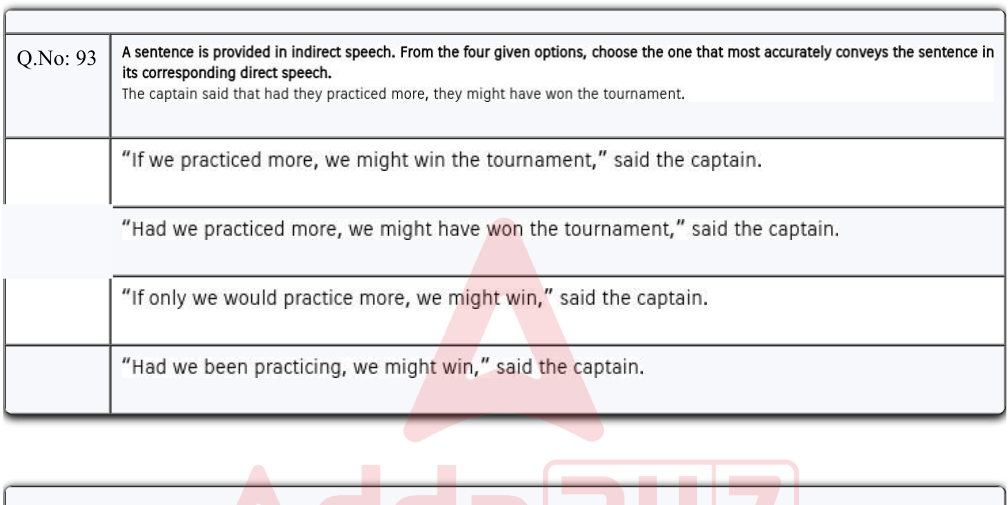 Q.No: 93
A sentence is provided in indirect speech. From the four given options, choose the one that most accurately conveys the sentence in
its corresponding direct speech.
The captain said that had they practiced more, they might have won the tournament.
“If we practiced more, we might win the tournament,” said the captain.
“Had we practiced more, we might have won the tournament,” said the captain.
“If only we would practice more, we might win,” said the captain.
“Had we been practicing, we might win,” said the captain.